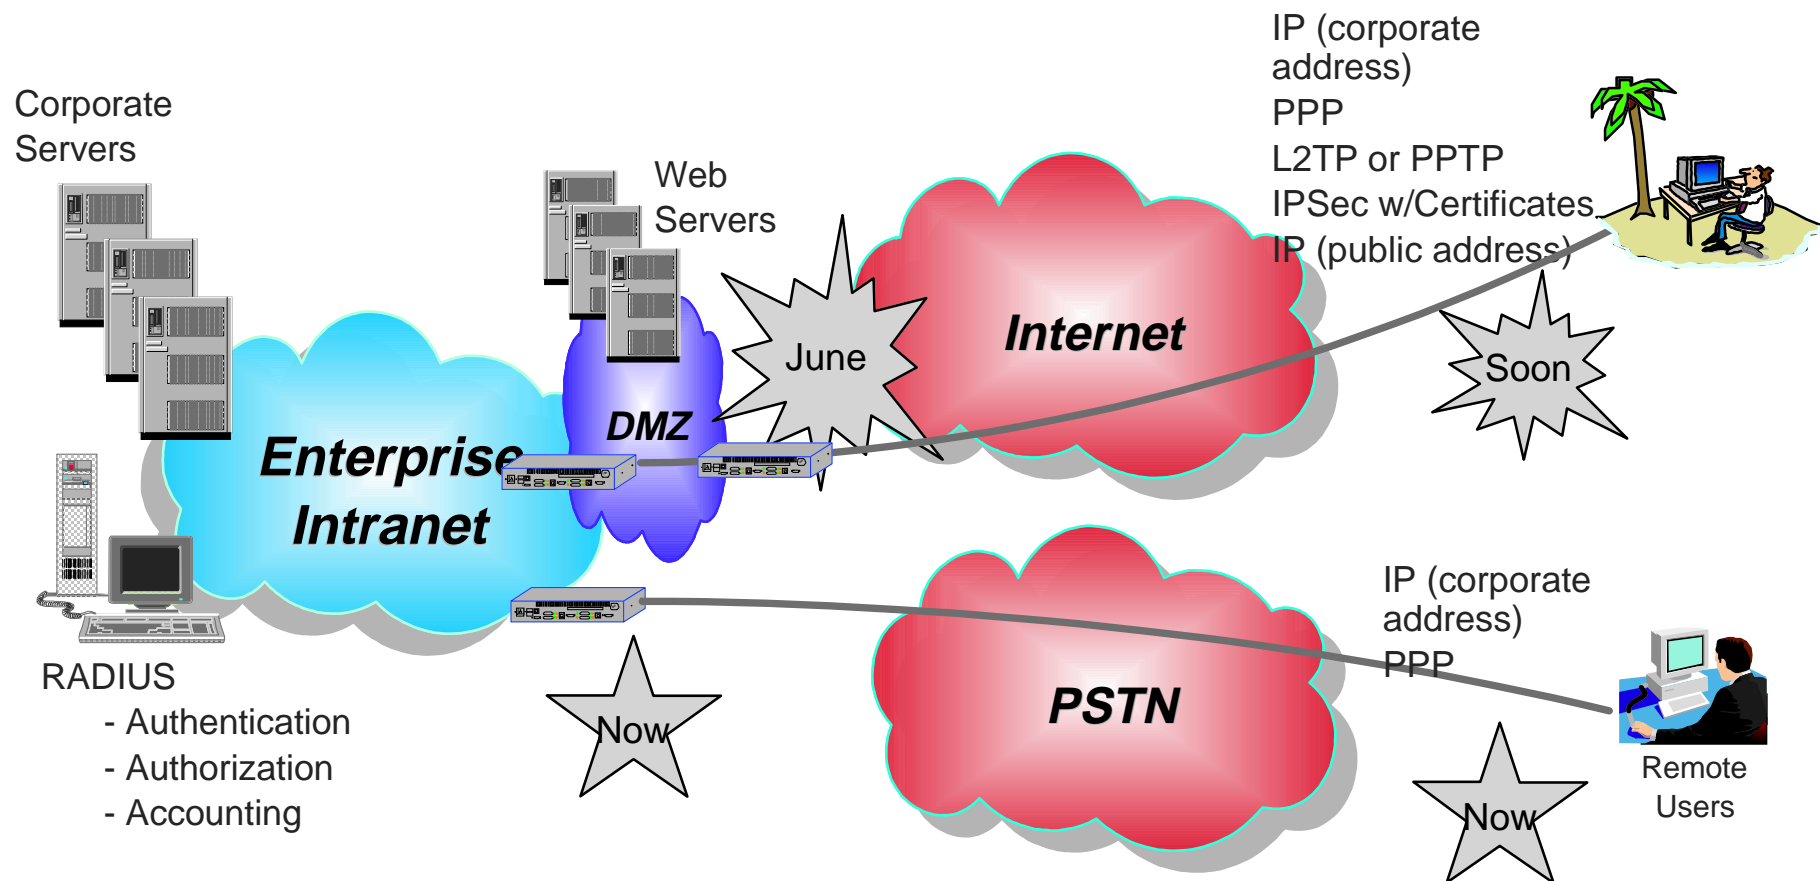 IP (corporate
address)
PPP
L2TP or PPTP
IPSec w/Certificates
IP (public address)
Corporate
Servers
Web
Servers
June
Internet
Soon
DMZ
Enterprise
Intranet
IP (corporate
address)
PPP
RADIUS
- Authentication
- Authorization
- Accounting
Now
PSTN
Now
Remote
Users